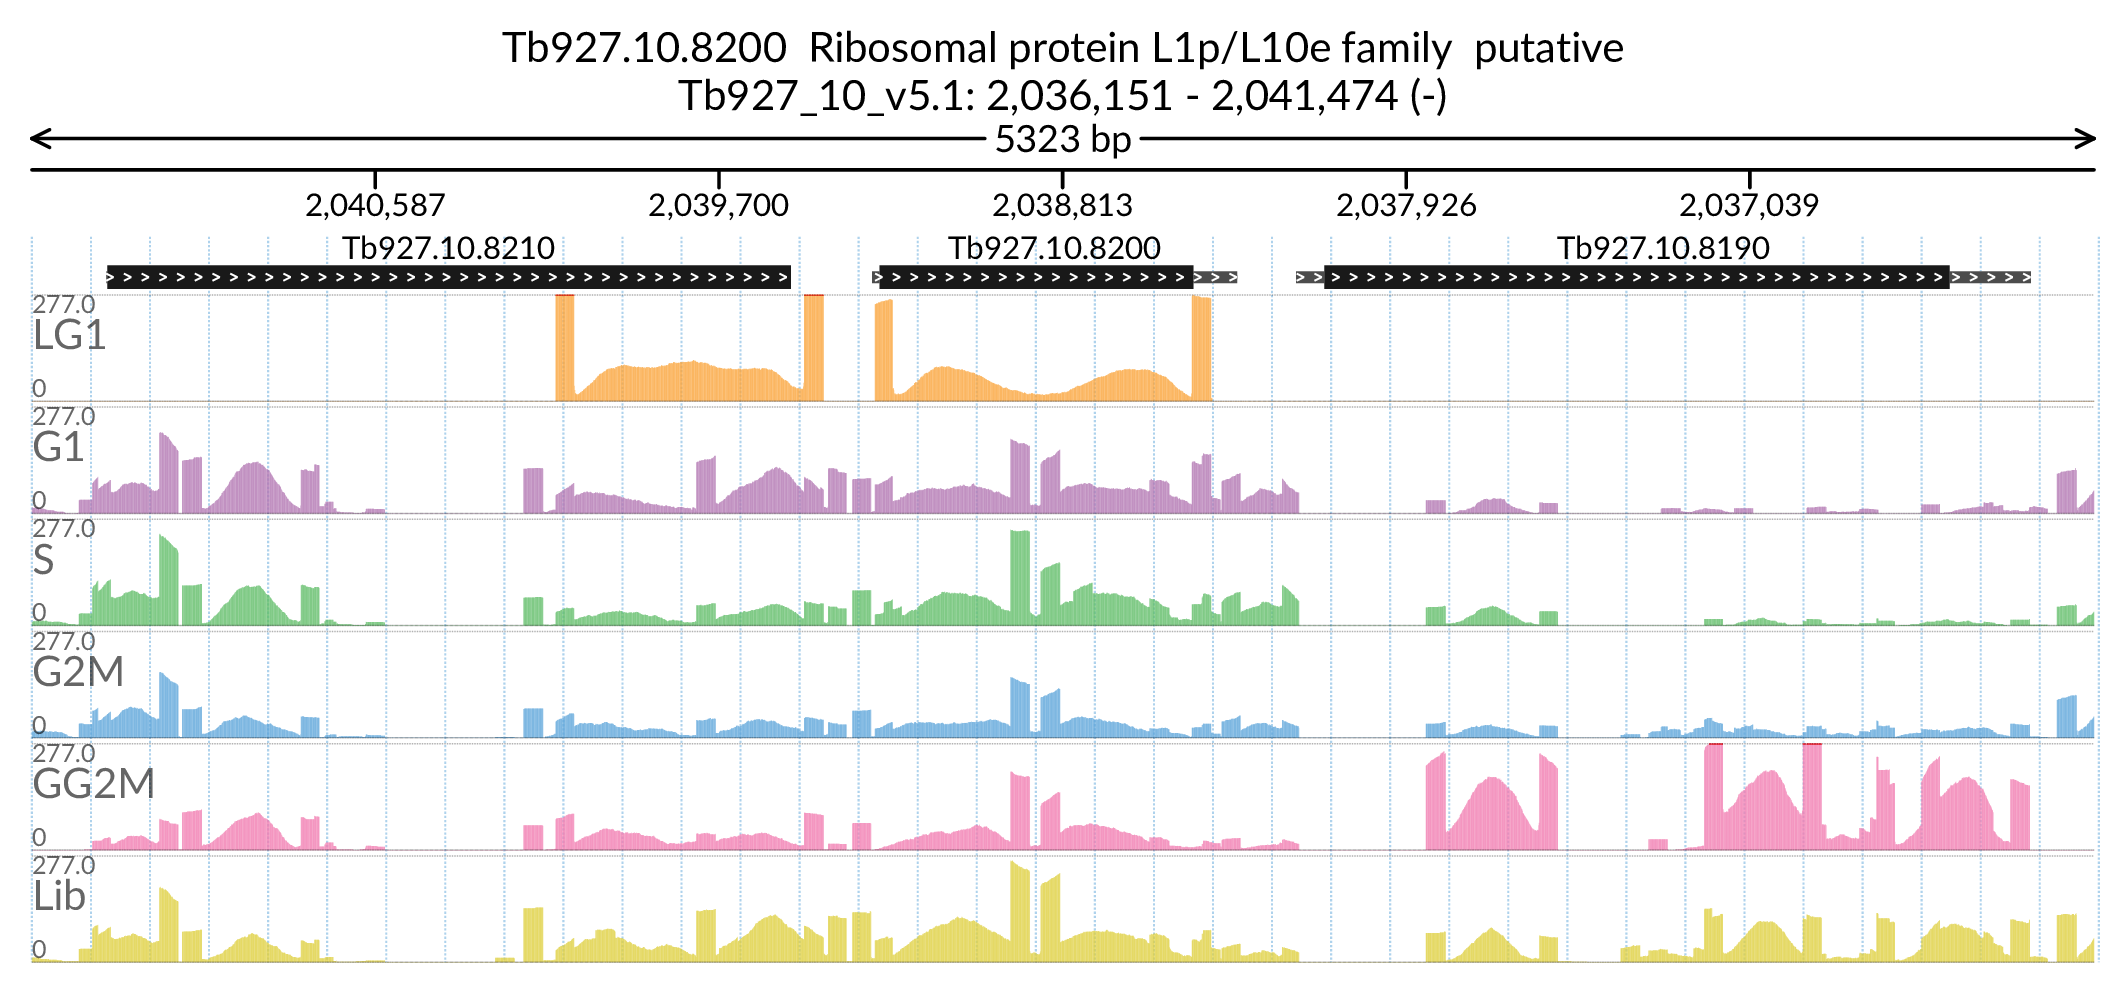 Tb927.10.8200  Ribosomal protein L1p/L10e family  putative
Tb927_10_v5.1: 2,036,151 - 2,041,474 (-)
5323 bp
2,040,587 2,039,700 2,038,813 2,037,926 2,037,039
Tb927.10.8210 Tb927.10.8200 Tb927.10.8190
277.0
LG1
0
277.0
G1
0
277.0
S
0
277.0
G2M
0
277.0
GG2M
0
277.0
Lib
0